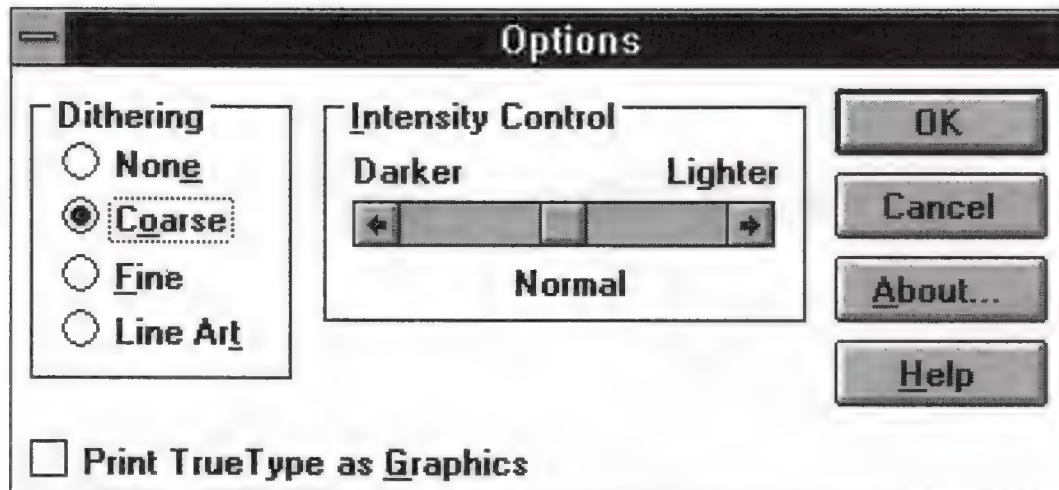 Options
Dithering
None
Coarse
Fine
Line Art
Intensity Control
Darker Lighter
Normal
OK
Cancel
About...
Help
Print TrueType as Graphics